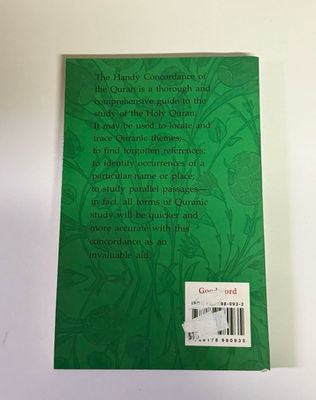 The Handy Concordance of
the Quran is a thorough and
comprehensive guide to the
study of the Holy Quran.
It may be used to locate and
trace Quranic themes;
to find forgotten references;
to identify occurrences of a
particular name or place;
to study parallel passages—
in fact, all forms of Quranic
study will be quicker and
more accurate with this
concordance as an
invaluable aid.
Goodword
98-093-2